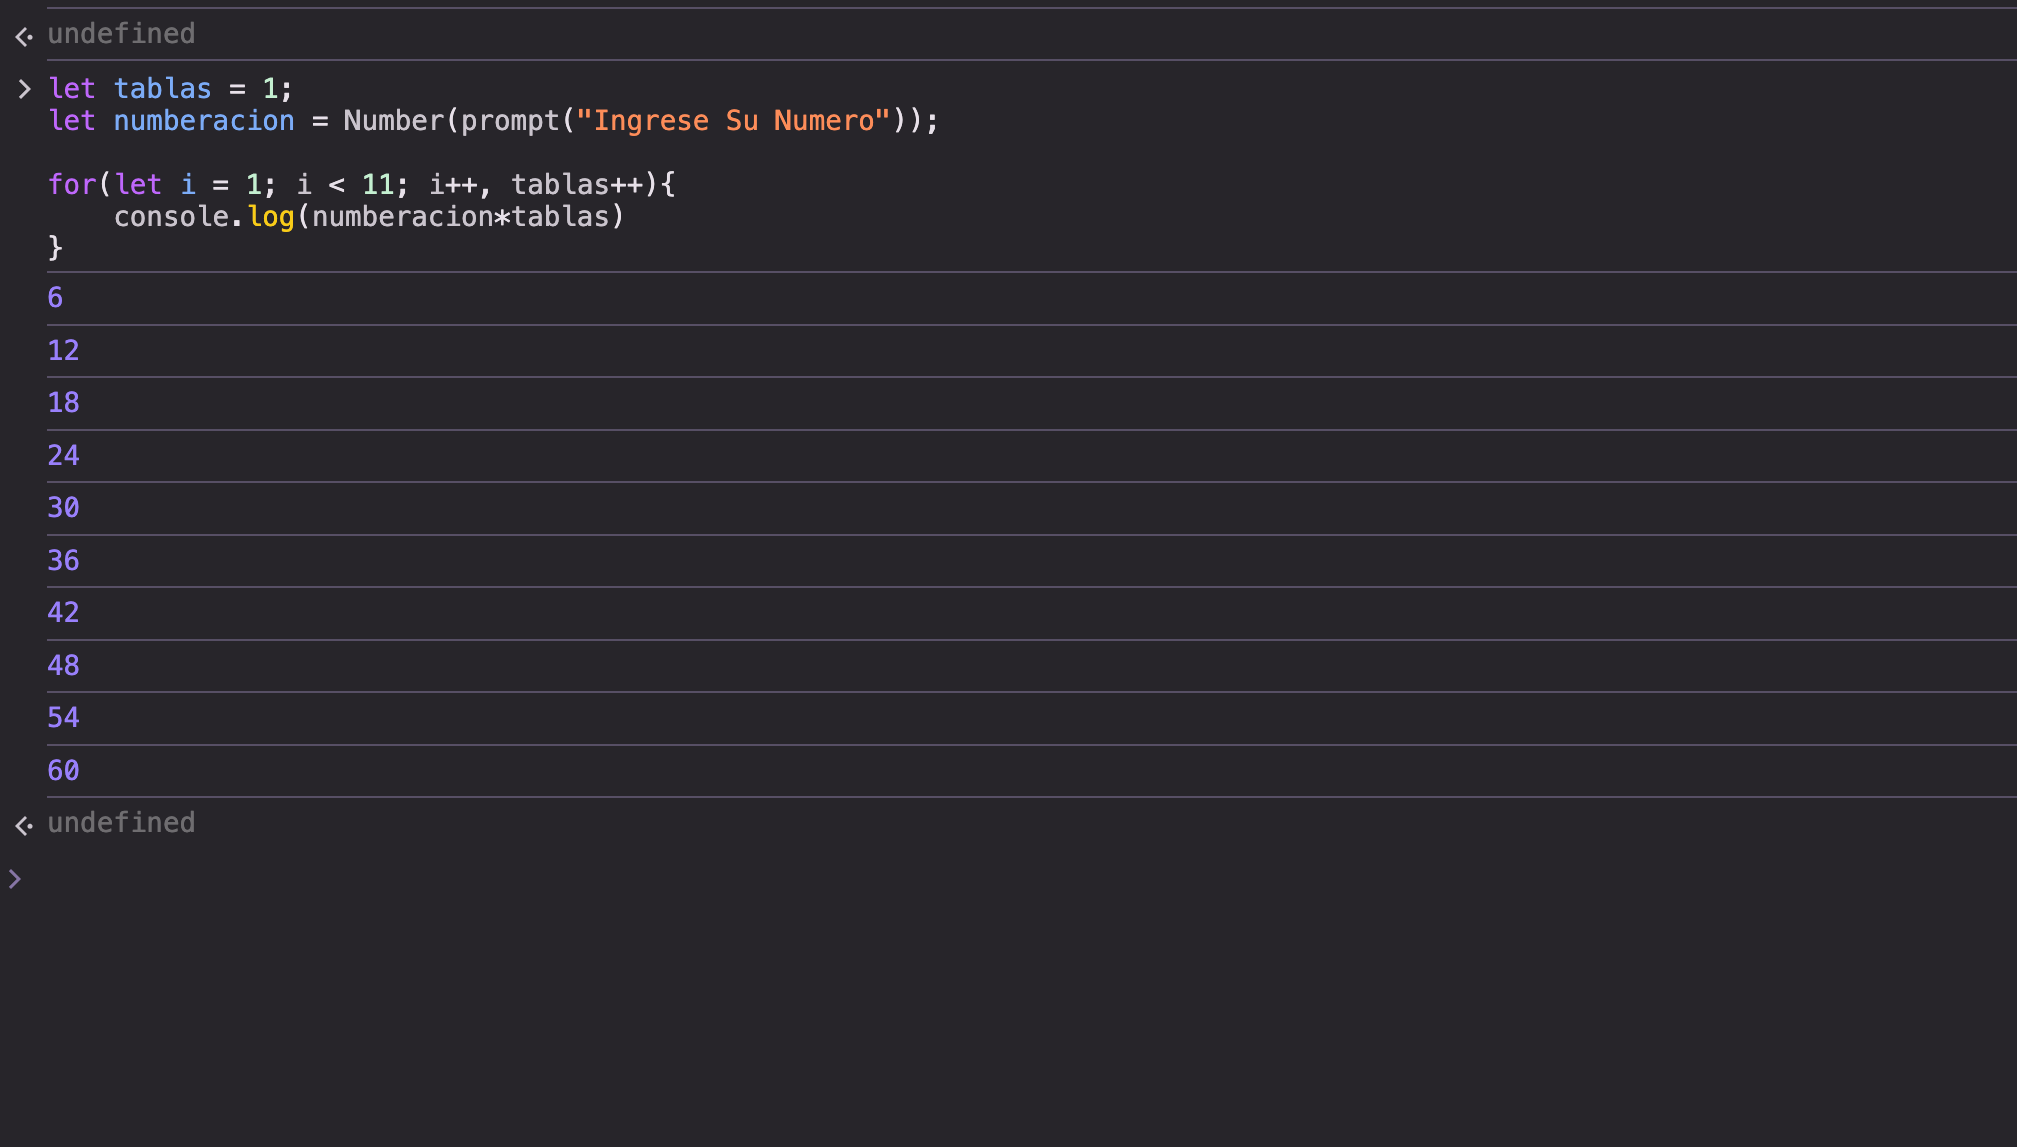 undefined
let tablas = 1;
let numberacion = Number(prompt("Ingrese Su Numero"));
for(let i = 1; i < 11; i++, tablas++){
    console.log(numberacion*tablas)
}
6
12
18
24
30
36
42
48
54
60
undefined